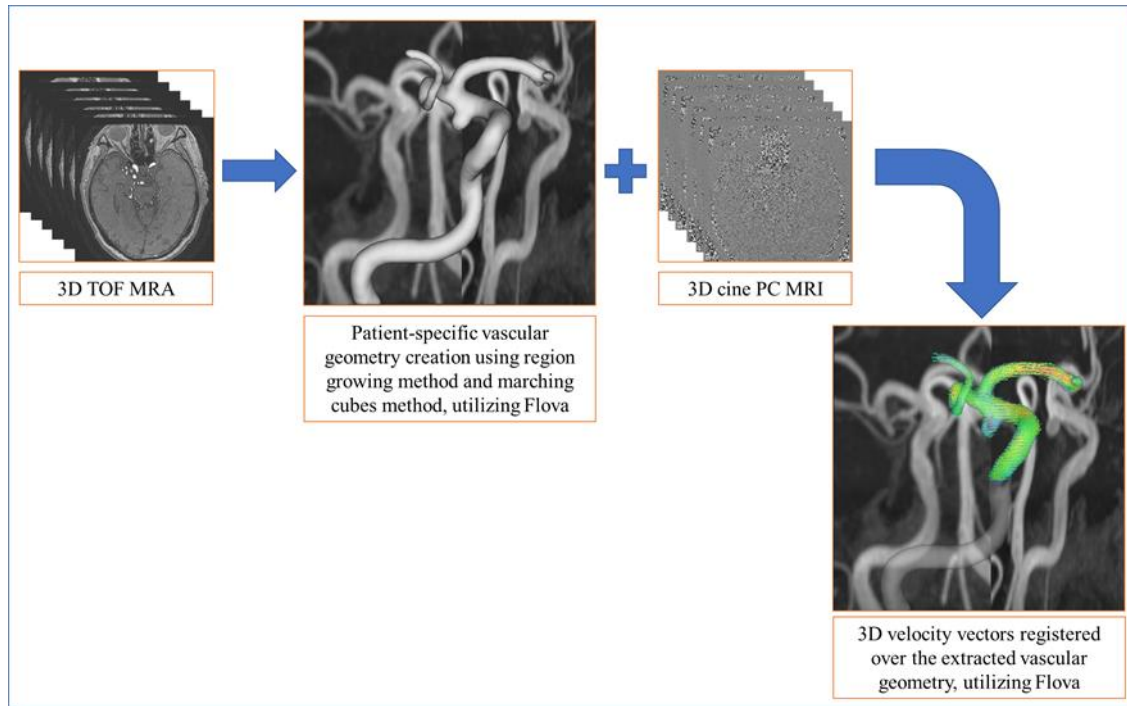 3D TOF MRA
Patient-specific vascular
geometry creation using region
growing method and marching
cubes method, utilizing Flova
3D cine PC MRI
3D velocity vectors registered
over the extracted vascular
geometry, utilizing Flova